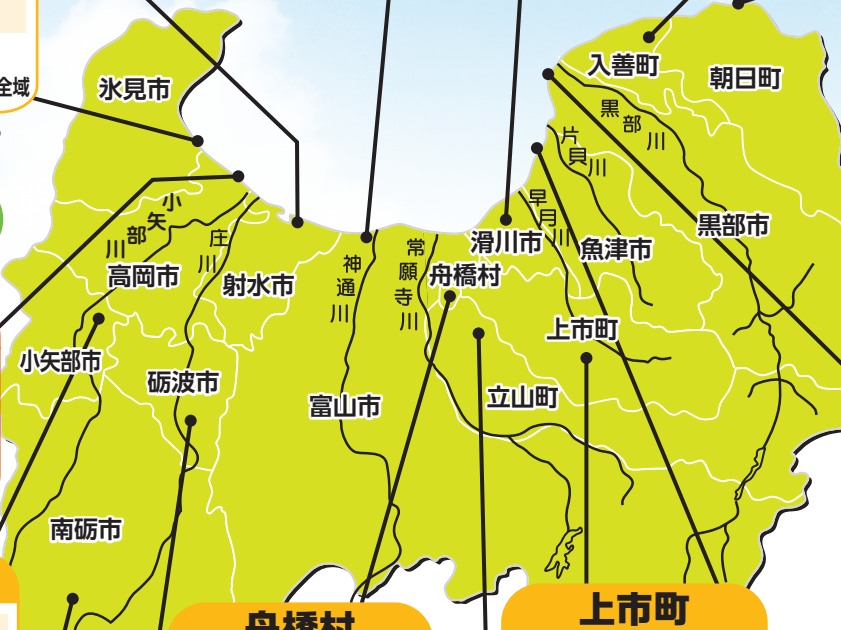 全域
氷見市
入善町
朝日町
黒部川
片貝川
早月川
小矢部川
庄川
神通川
常願寺川
滑川市
魚津市
黒部市
高岡市
射水市
舟橋村
上市町
小矢部市
砺波市
富山市
立山町
南砺市
舟橋村
上市町